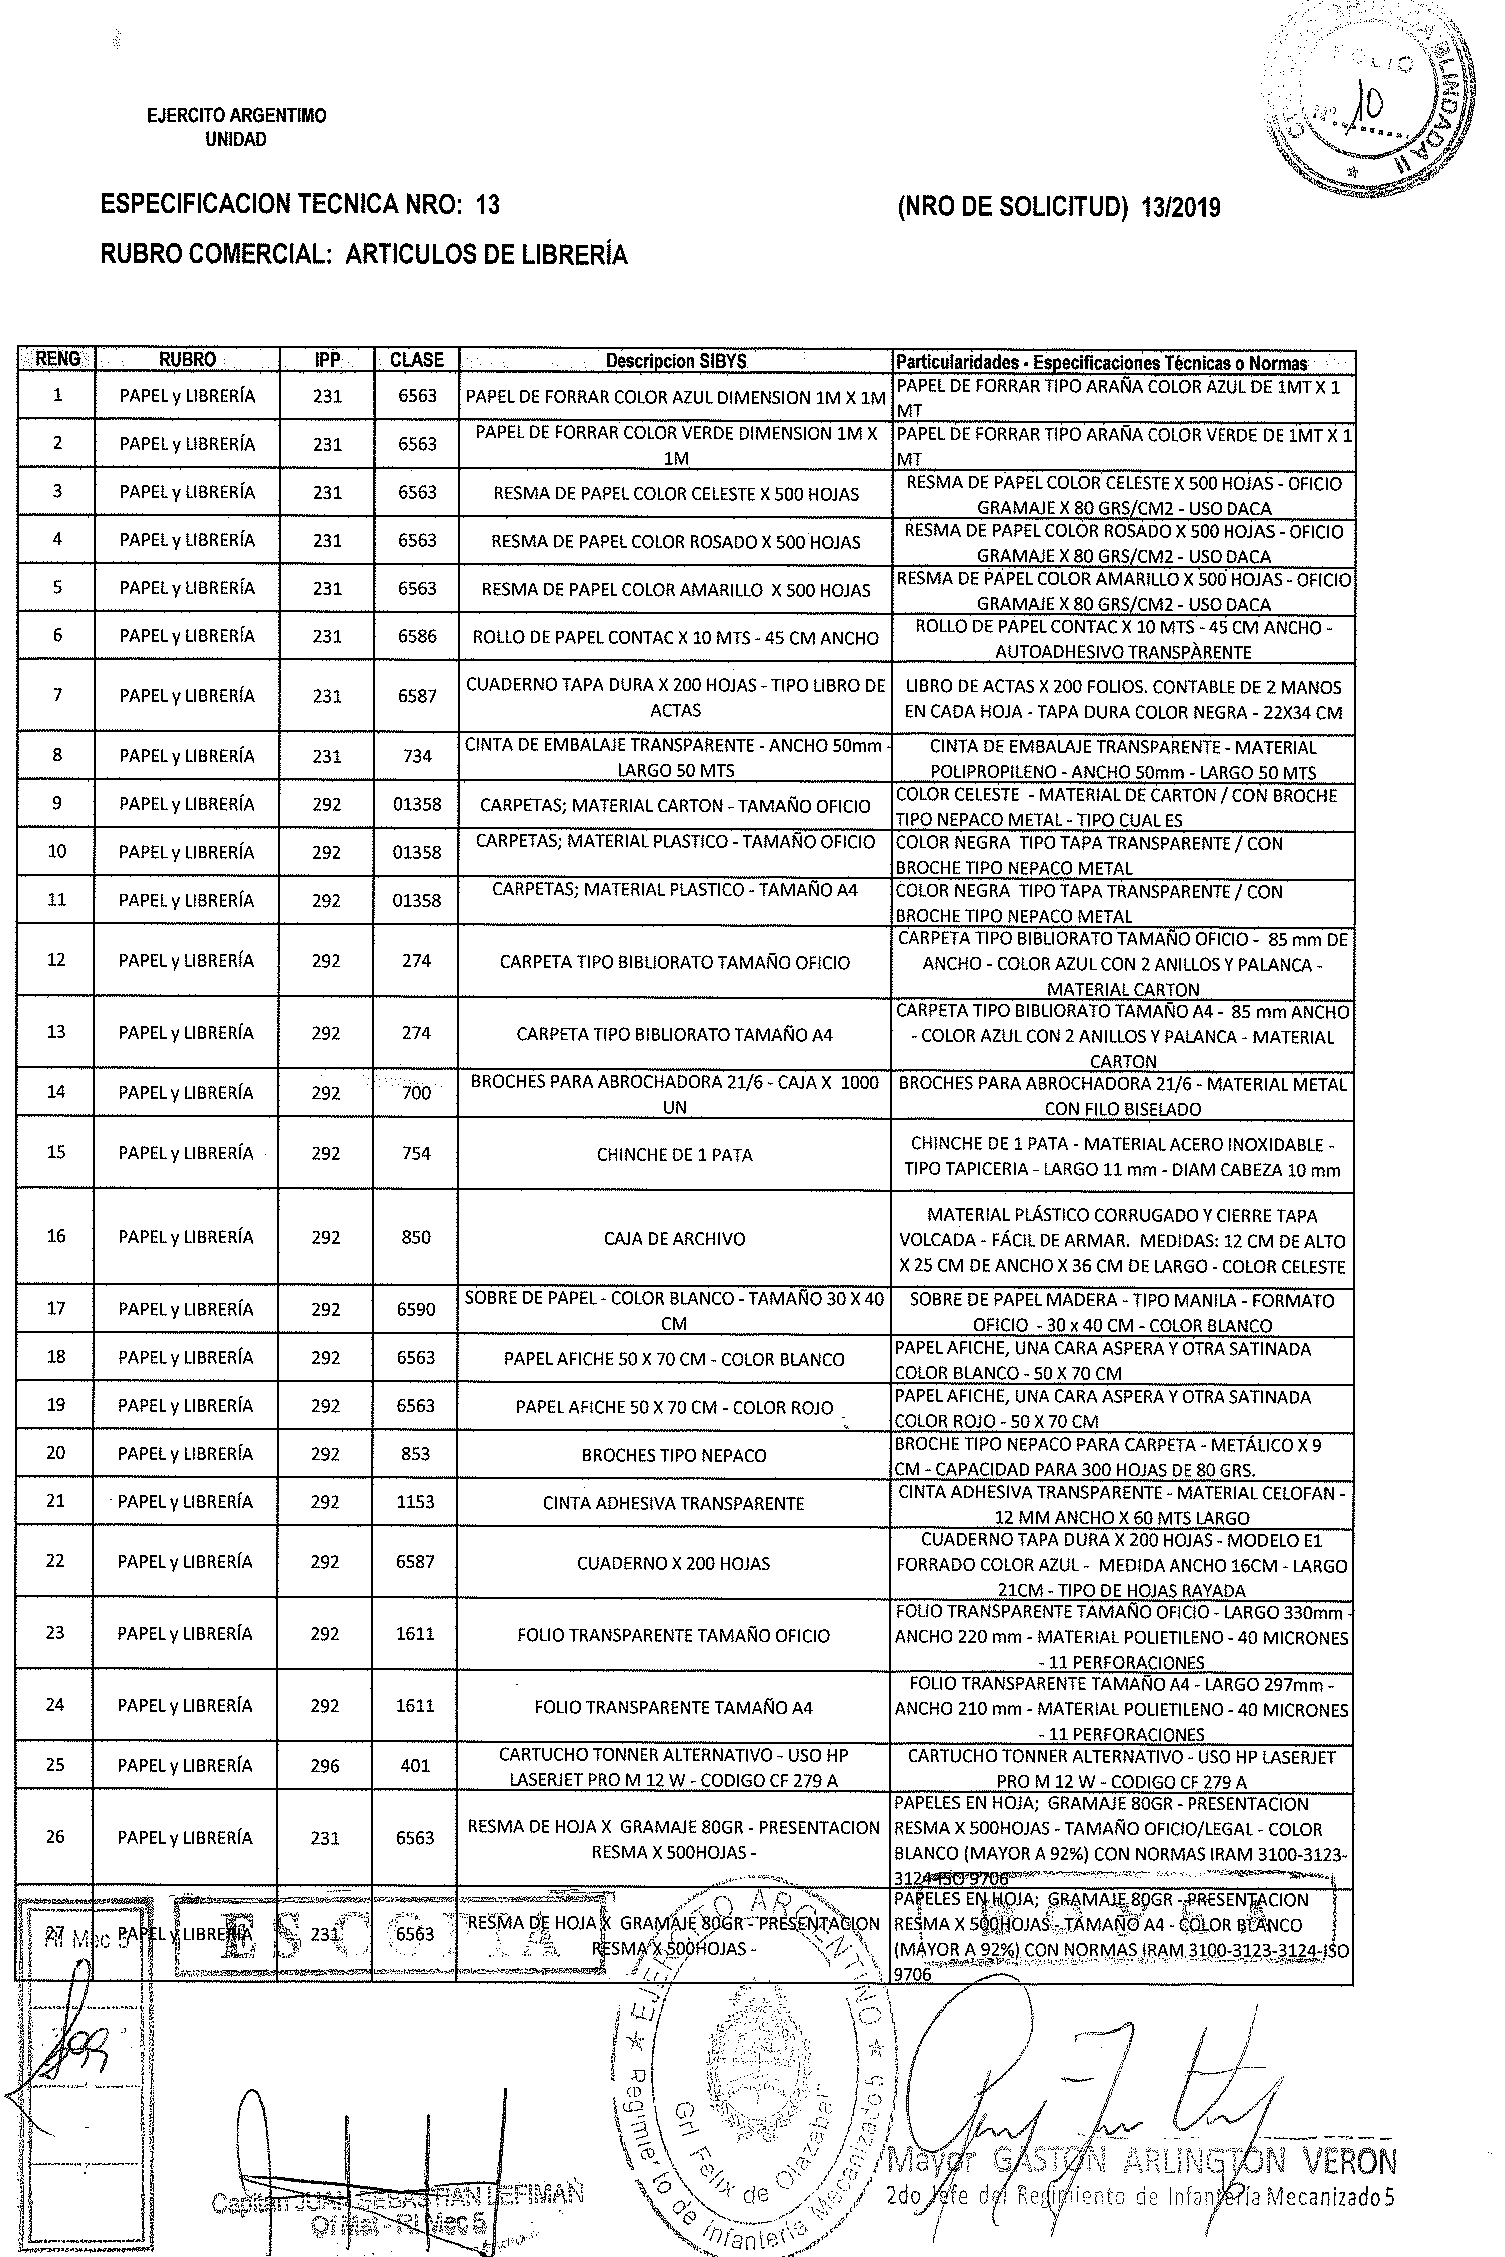 FOLIO
Nº 10
BLINDADA II
EJERCITO ARGENTIMO
UNIDAD
ESPECIFICACION TECNICA NRO: 13 (NRO DE SOLICITUD) 13/2019
RUBRO COMERCIAL: ARTICULOS DE LIBRERÍA
RENG RUBRO IPP CLASE Descripcion SIBYS Particularidades - Especificaciones Técnicas o Normas
1 PAPEL y LIBRERÍA 231 6563 PAPEL DE FORRAR COLOR AZUL DIMENSION 1M X 1M PAPEL DE FORRAR TIPO ARAÑA COLOR AZUL DE 1MT X 1
MT
2 PAPEL y LIBRERÍA 231 6563 PAPEL DE FORRAR COLOR VERDE DIMENSION 1M X PAPEL DE FORRAR TIPO ARAÑA COLOR VERDE DE 1MT X 1
1M MT
3 PAPEL y LIBRERÍA 231 6563 RESMA DE PAPEL COLOR CELESTE X 500 HOJAS RESMA DE PAPEL COLOR CELESTE X 500 HOJAS - OFICIO
GRAMAJE X 80 GRS/CM2 - USO DACA
4 PAPEL y LIBRERÍA 231 6563 RESMA DE PAPEL COLOR ROSADO X 500 HOJAS RESMA DE PAPEL COLOR ROSADO X 500 HOJAS - OFICIO
GRAMAJE X 80 GRS/CM2 - USO DACA
5 PAPEL y LIBRERÍA 231 6563 RESMA DE PAPEL COLOR AMARILLO X 500 HOJAS RESMA DE PAPEL COLOR AMARILLO X 500 HOJAS - OFICIO
GRAMAJE X 80 GRS/CM2 - USO DACA
6 PAPEL y LIBRERÍA 231 6586 ROLLO DE PAPEL CONTAC X 10 MTS - 45 CM ANCHO ROLLO DE PAPEL CONTAC X 10 MTS - 45 CM ANCHO -
AUTOADHESIVO TRANSPARENTE
7 PAPEL y LIBRERÍA 231 6587 CUADERNO TAPA DURA X 200 HOJAS - TIPO LIBRO DE LIBRO DE ACTAS X 200 FOLIOS. CONTABLE DE 2 MANOS
ACTAS EN CADA HOJA - TAPA DURA COLOR NEGRA - 22X34 CM
8 PAPEL y LIBRERÍA 231 734 CINTA DE EMBALAJE TRANSPARENTE - ANCHO 50mm - CINTA DE EMBALAJE TRANSPARENTE - MATERIAL
LARGO 50 MTS POLIPROPILENO - ANCHO 50mm - LARGO 50 MTS
9 PAPEL y LIBRERÍA 292 01358 CARPETAS; MATERIAL CARTON - TAMAÑO OFICIO COLOR CELESTE - MATERIAL DE CARTON / CON BROCHE
TIPO NEPACO METAL - TIPO CUAL ES
10 PAPEL y LIBRERÍA 292 01358 CARPETAS; MATERIAL PLASTICO - TAMAÑO OFICIO COLOR NEGRA TIPO TAPA TRANSPARENTE / CON
BROCHE TIPO NEPACO METAL
11 PAPEL y LIBRERÍA 292 01358 CARPETAS; MATERIAL PLASTICO - TAMAÑO A4 COLOR NEGRA TIPO TAPA TRANSPARENTE / CON
BROCHE TIPO NEPACO METAL
12 PAPEL y LIBRERÍA 292 274 CARPETA TIPO BIBLIORATO TAMAÑO OFICIO CARPETA TIPO BIBLIORATO TAMAÑO OFICIO - 85 mm DE
ANCHO - COLOR AZUL CON 2 ANILLOS Y PALANCA -
MATERIAL CARTON
13 PAPEL y LIBRERÍA 292 274 CARPETA TIPO BIBLIORATO TAMAÑO A4 CARPETA TIPO BIBLIORATO TAMAÑO A4 - 85 mm ANCHO
- COLOR AZUL CON 2 ANILLOS Y PALANCA - MATERIAL
CARTON
14 PAPEL y LIBRERÍA 292 700 BROCHES PARA ABROCHADORA 21/6 - CAJA X 1000 BROCHES PARA ABROCHADORA 21/6 - MATERIAL METAL
UN CON FILO BISELADO
15 PAPEL y LIBRERÍA 292 754 CHINCHE DE 1 PATA CHINCHE DE 1 PATA - MATERIAL ACERO INOXIDABLE -
TIPO TAPICERIA - LARGO 11 mm - DIAM CABEZA 10 mm
16 PAPEL y LIBRERÍA 292 850 CAJA DE ARCHIVO MATERIAL PLÁSTICO CORRUGADO Y CIERRE TAPA
VOLCADA - FÁCIL DE ARMAR. MEDIDAS: 12 CM DE ALTO
X 25 CM DE ANCHO X 36 CM DE LARGO - COLOR CELESTE
17 PAPEL y LIBRERÍA 292 6590 SOBRE DE PAPEL - COLOR BLANCO - TAMAÑO 30 X 40 SOBRE DE PAPEL MADERA - TIPO MANILA - FORMATO
CM OFICIO - 30 x 40 CM - COLOR BLANCO
18 PAPEL y LIBRERÍA 292 6563 PAPEL AFICHE 50 X 70 CM - COLOR BLANCO PAPEL AFICHE, UNA CARA ASPERA Y OTRA SATINADA
COLOR BLANCO - 50 X 70 CM
19 PAPEL y LIBRERÍA 292 6563 PAPEL AFICHE 50 X 70 CM - COLOR ROJO PAPEL AFICHE, UNA CARA ASPERA Y OTRA SATINADA
COLOR ROJO - 50 X 70 CM
20 PAPEL y LIBRERÍA 292 853 BROCHES TIPO NEPACO BROCHE TIPO NEPACO PARA CARPETA - METÁLICO X 9
CM - CAPACIDAD PARA 300 HOJAS DE 80 GRS.
21 PAPEL y LIBRERÍA 292 1153 CINTA ADHESIVA TRANSPARENTE CINTA ADHESIVA TRANSPARENTE - MATERIAL CELOFAN -
12 MM ANCHO X 60 MTS LARGO
22 PAPEL y LIBRERÍA 292 6587 CUADERNO X 200 HOJAS CUADERNO TAPA DURA X 200 HOJAS - MODELO E1
FORRADO COLOR AZUL - MEDIDA ANCHO 16CM - LARGO
21CM - TIPO DE HOJAS RAYADA
23 PAPEL y LIBRERÍA 292 1611 FOLIO TRANSPARENTE TAMAÑO OFICIO FOLIO TRANSPARENTE TAMAÑO OFICIO - LARGO 330mm -
ANCHO 220 mm - MATERIAL POLIETILENO - 40 MICRONES
- 11 PERFORACIONES
24 PAPEL y LIBRERÍA 292 1611 FOLIO TRANSPARENTE TAMAÑO A4 FOLIO TRANSPARENTE TAMAÑO A4 - LARGO 297mm -
ANCHO 210 mm - MATERIAL POLIETILENO - 40 MICRONES
- 11 PERFORACIONES
25 PAPEL y LIBRERÍA 296 401 CARTUCHO TONNER ALTERNATIVO - USO HP CARTUCHO TONNER ALTERNATIVO - USO HP LASERJET
LASERJET PRO M 12 W - CODIGO CF 279 A PRO M 12 W - CODIGO CF 279 A
26 PAPEL y LIBRERÍA 231 6563 RESMA DE HOJA X GRAMAJE 80GR - PRESENTACION RESMA X 500HOJAS - PAPELES EN HOJA; GRAMAJE 80GR - PRESENTACION
RESMA X 500HOJAS - TAMAÑO OFICIO/LEGAL - COLOR
BLANCO (MAYOR A 92%) CON NORMAS IRAM 3100-3123-
3124-ISO 9706
27 PAPEL y LIBRERÍA 231 6563 RESMA DE HOJA X GRAMAJE 80GR - PRESENTACION RESMA X 500HOJAS - PAPELES EN HOJA; GRAMAJE 80GR - PRESENTACION
RESMA X 500HOJAS - TAMAÑO A4 - COLOR BLANCO
(MAYOR A 92%) CON NORMAS IRAM 3100-3123-3124-ISO
9706
RI Mec 5
EJERCITO ARGENTINO
Regimiento de Infantería Mecanizado 5
Grl Felix de Olazabal
Capitán JUAN SEBASTIAN LEFIMAN
Of Mat - RI Mec 5
Mayor GASTON ARLINGTON VERON
2do Jefe del Regimiento de Infantería Mecanizado 5